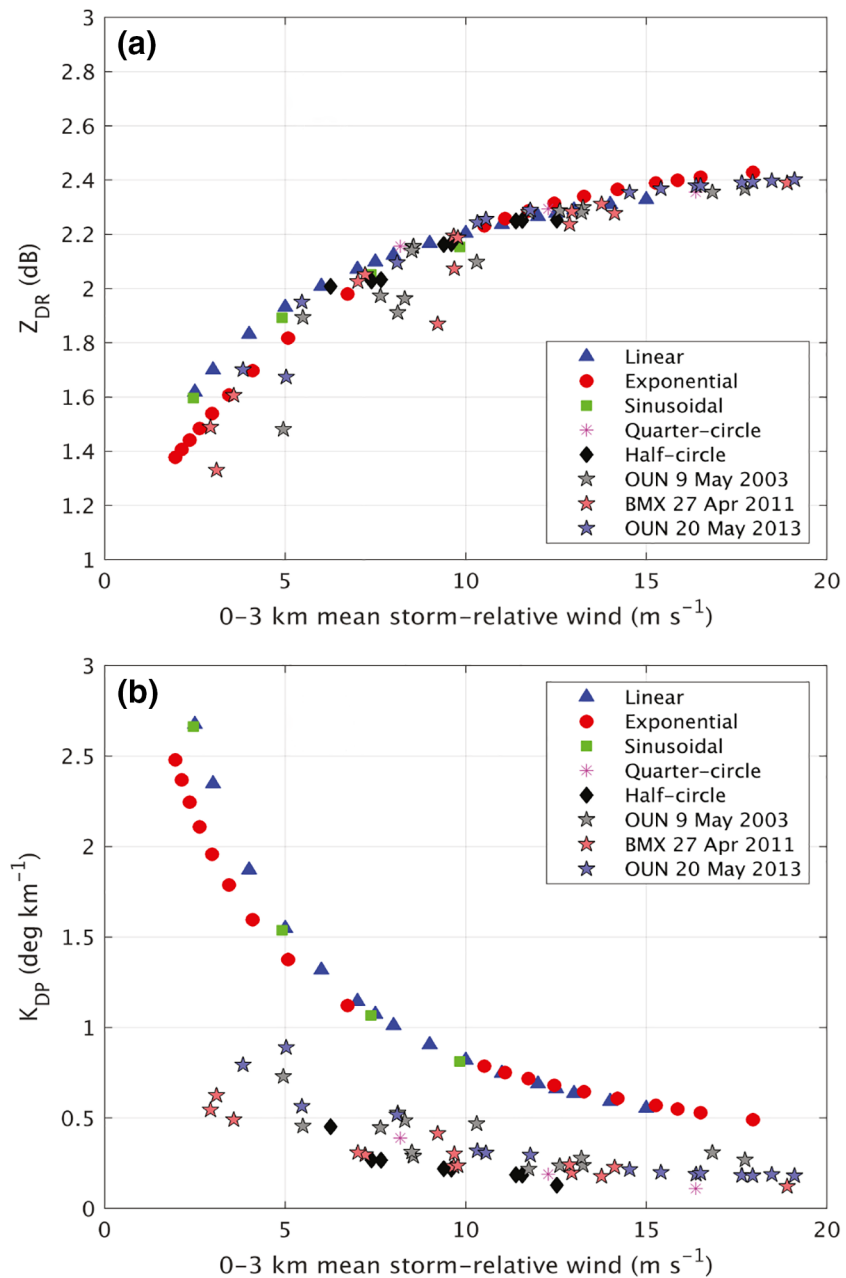 (a)
3
2.8
2.6
2.4
2.2
2
1.8
1.6
1.4
1.2
1
Z_DR (dB)
Linear
Exponential
Sinusoidal
Quarter-circle
Half-circle
OUN 9 May 2003
BMX 27 Apr 2011
OUN 20 May 2013
0 5 10 15 20
0-3 km mean storm-relative wind (m s⁻¹)
(b)
3
2.5
2
1.5
1
0.5
0
K_DP (deg km⁻¹)
Linear
Exponential
Sinusoidal
Quarter-circle
Half-circle
OUN 9 May 2003
BMX 27 Apr 2011
OUN 20 May 2013
0 5 10 15 20
0-3 km mean storm-relative wind (m s⁻¹)